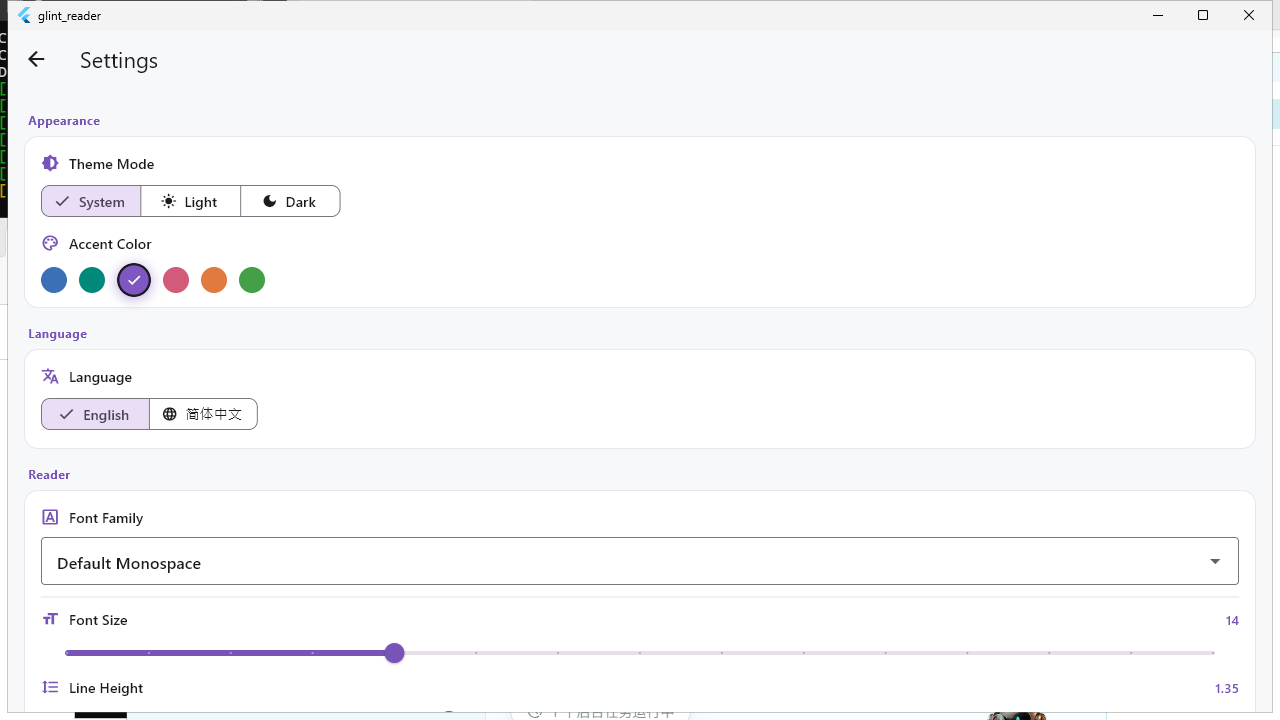 glint_reader
Settings
Appearance
Theme Mode
System Light Dark
Accent Color
Language
Language
English 简体中文
Reader
Font Family
Default Monospace
Font Size 14
Line Height 1.35